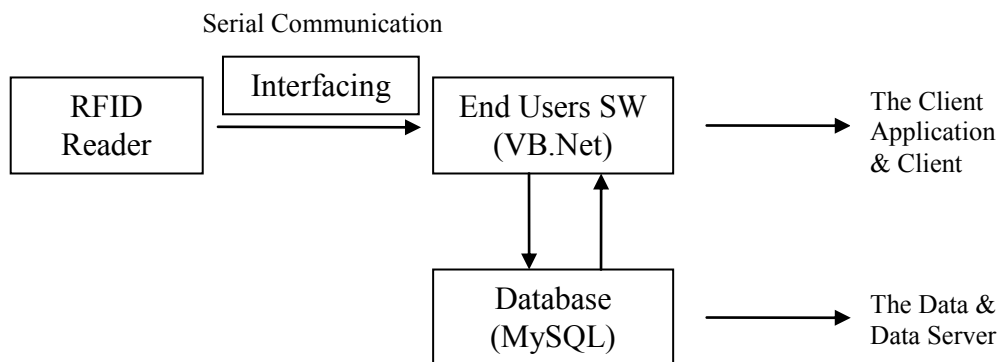 Serial Communication
Interfacing
RFID
Reader
End Users SW
(VB.Net)
The Client
Application
& Client
Database
(MySQL)
The Data &
Data Server